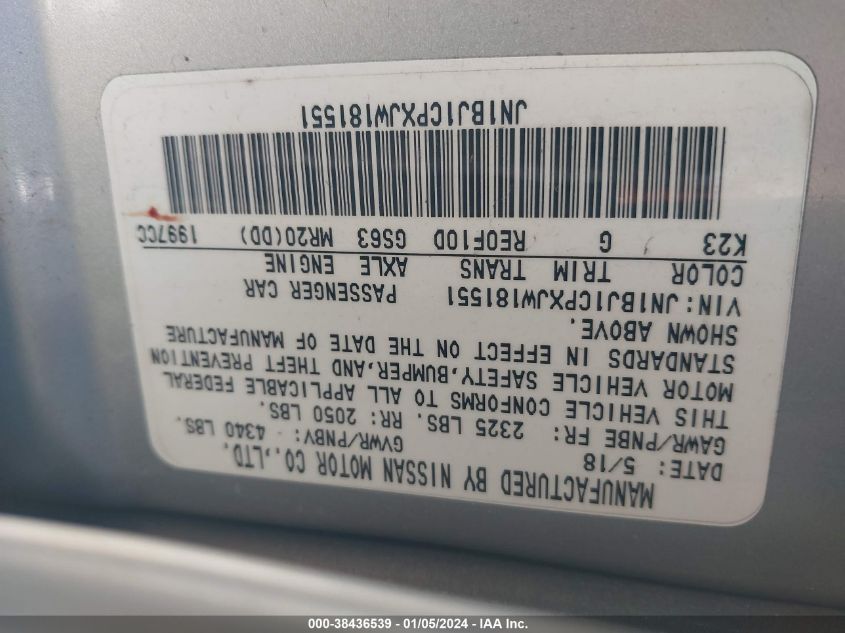 MANUFACTURED BY NISSAN MOTOR CO.,LTD.
DATE: 5/18 GVWR/PNBV: 4340 LBS
GAWR/PNBE FR: 2325 LBS. RR: 2050 LBS.
THIS VEHICLE CONFORMS TO ALL APPLICABLE FEDERAL
MOTOR VEHICLE SAFETY,BUMPER,AND THEFT PREVENTION
STANDARDS IN EFFECT ON THE DATE OF MANUFACTURE
SHOWN ABOVE.
VIN:JN1BJ1CPXJW181551 PASSENGER CAR
COLOR TRIM TRANS AXLE ENGINE
K23 G RE0F10D GS63 MR20(DD) 1997CC
JN1BJ1CPXJW181551
000-38436539 - 01/05/2024 - IAA Inc.